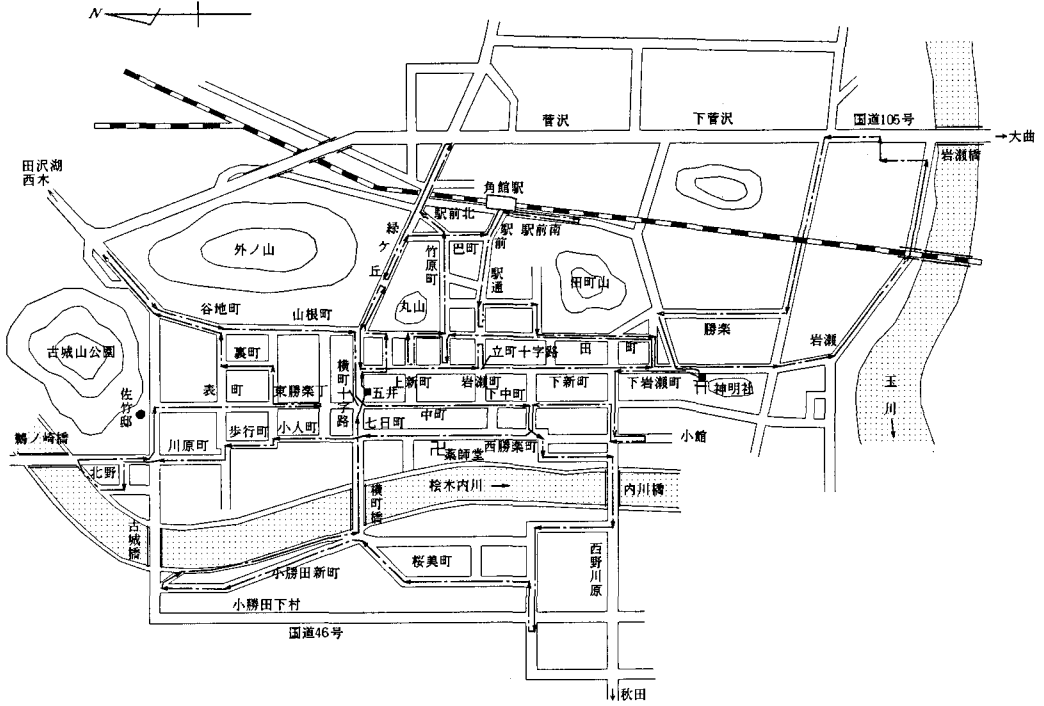 N
菅沢
下菅沢
国道105号
→大曲
岩瀬橋
田沢湖
西木
角館駅
駅前北
駅前
駅前南
緑ヶ丘
外ノ山
竹原町
巴町
駅通
田町山
丸山
谷地町
山根町
勝楽
岩瀬
古城山公園
裏町
立町十字路
田町
玉川
表町
東勝楽丁
横町十字路
五井
上新町
岩瀬町
下中町
下新町
下岩瀬町
神明社
佐竹邸
中町
七日町
小人町
歩行町
川原町
西勝楽町
小館
薬師堂
鵜ノ崎橋
北野
桧木内川
内川橋
横町橋
古城橋
桜美町
西野川原
小勝田新町
小勝田下村
国道46号
秋田